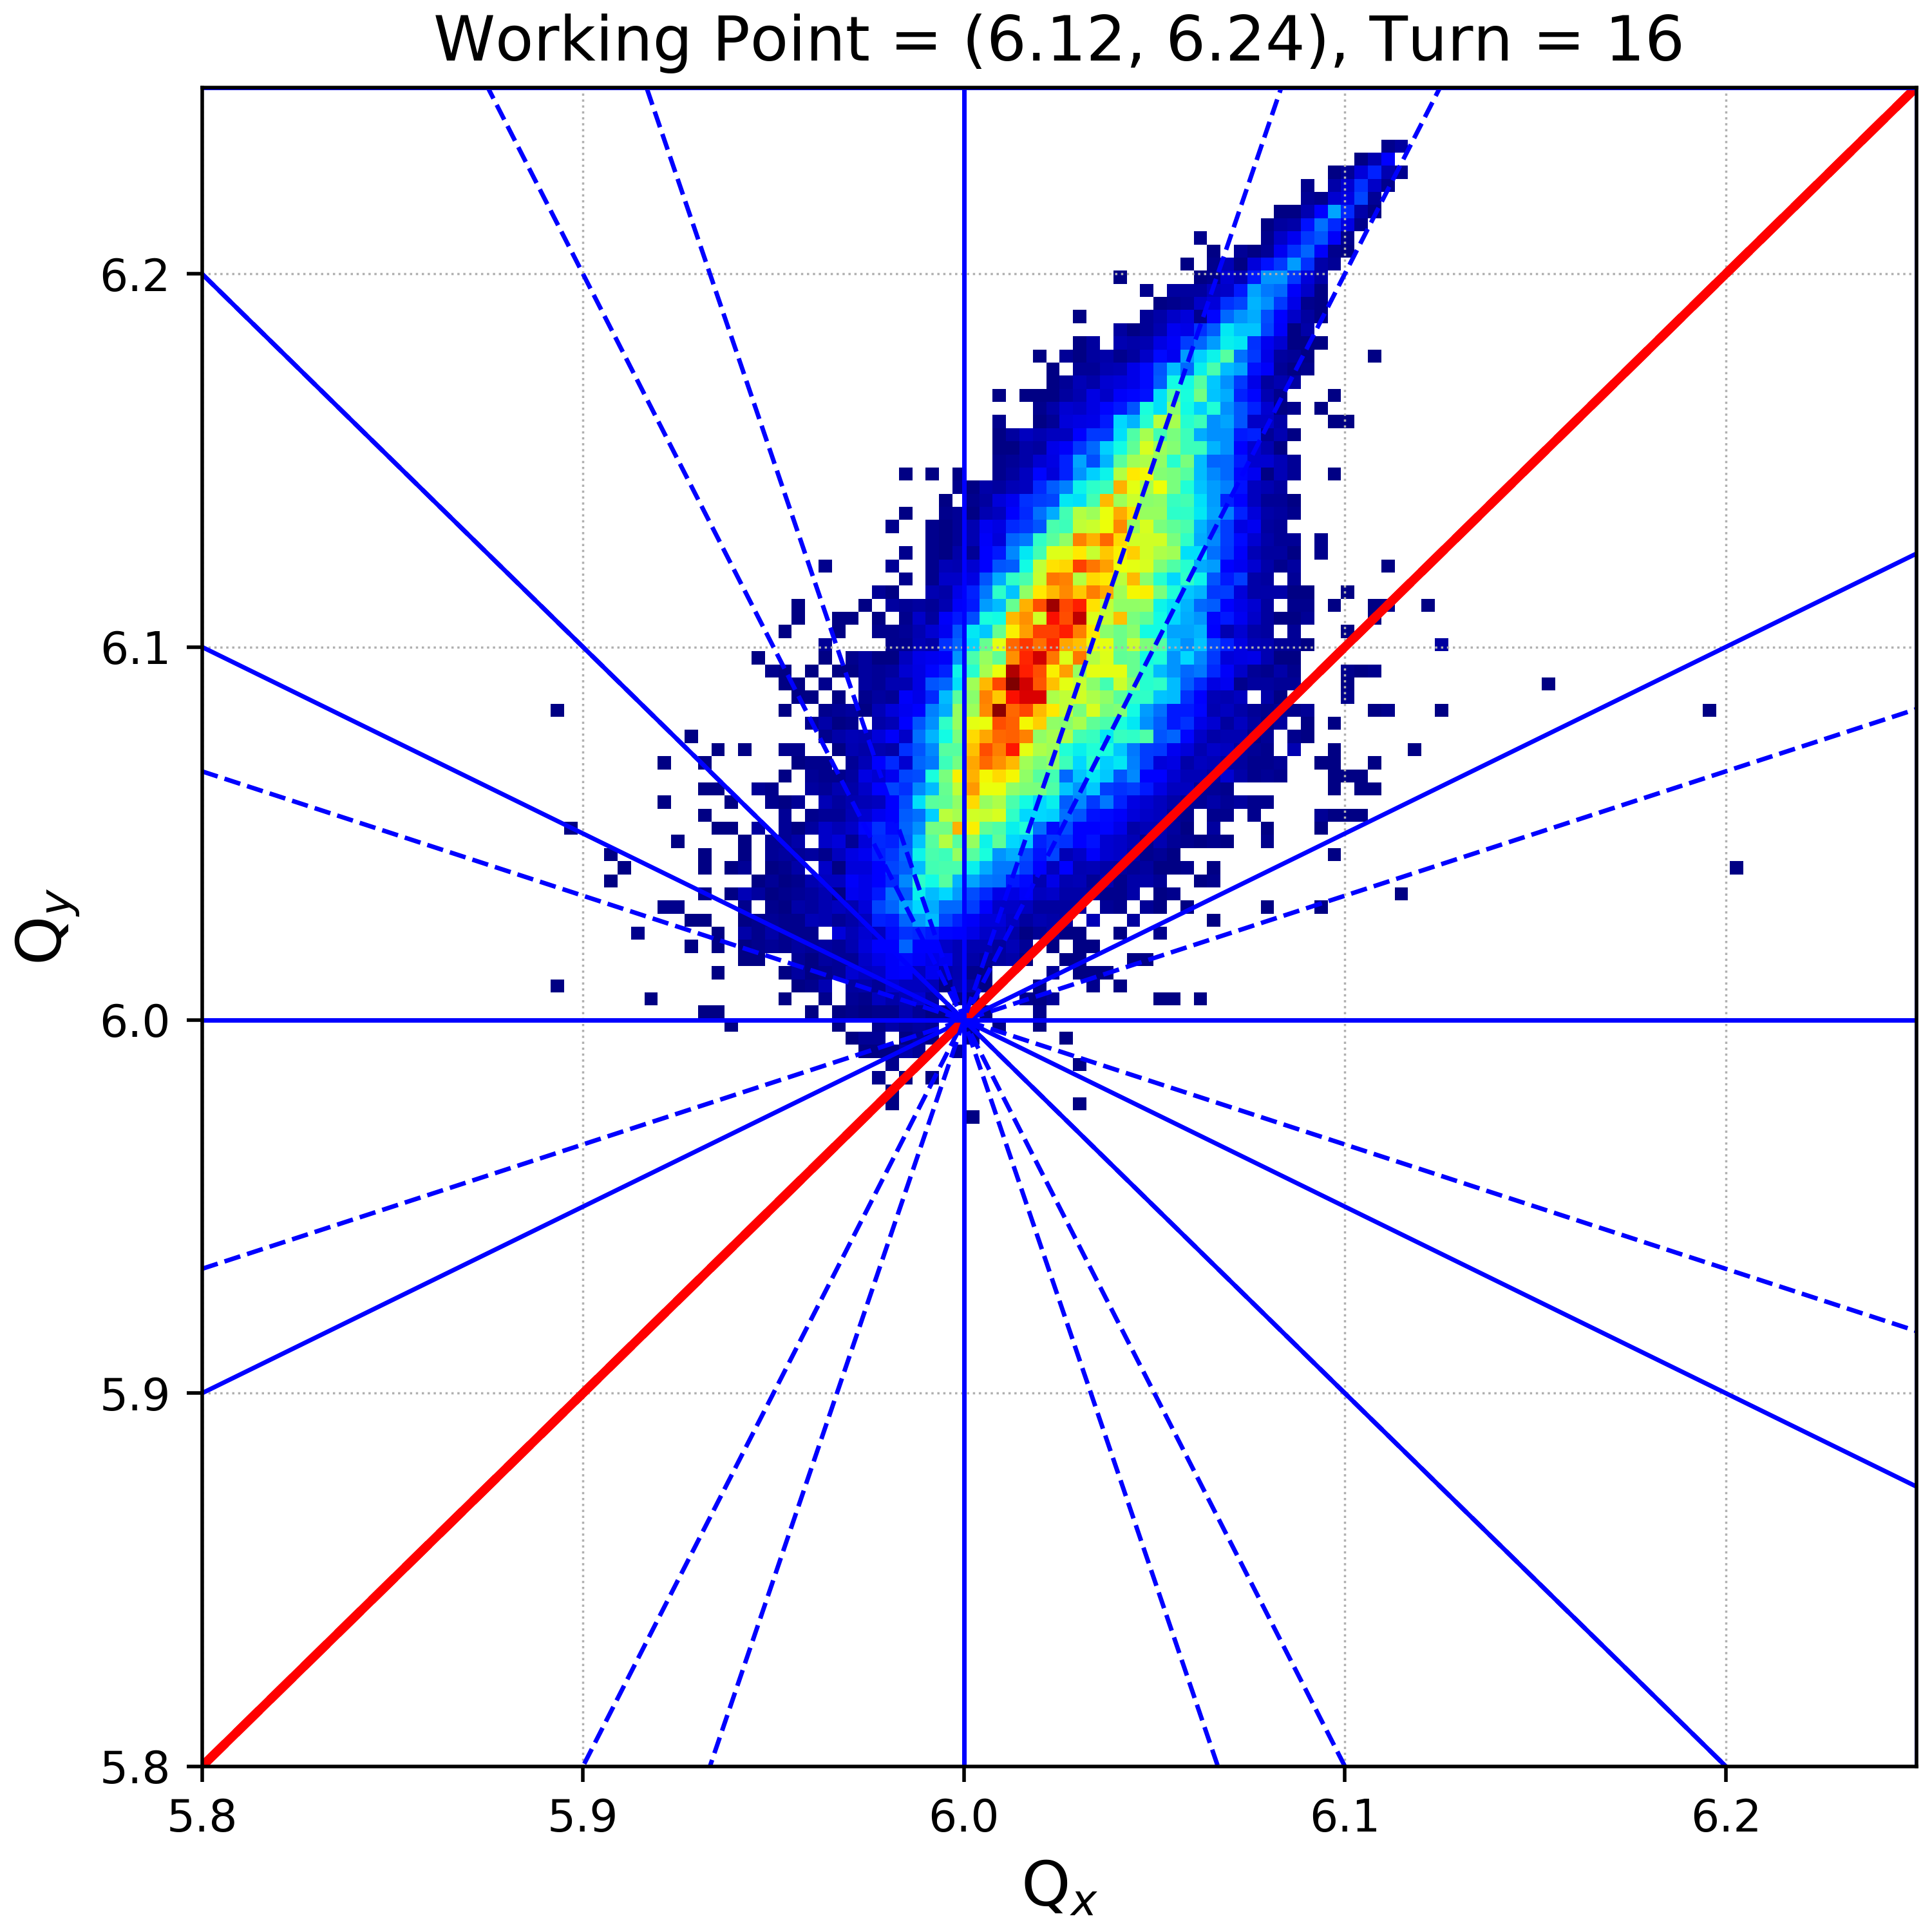 Working Point = (6.12, 6.24), Turn = 16
6.2
6.1
6.0
5.9
5.8
Qy
5.8 5.9 6.0 6.1 6.2
Qx